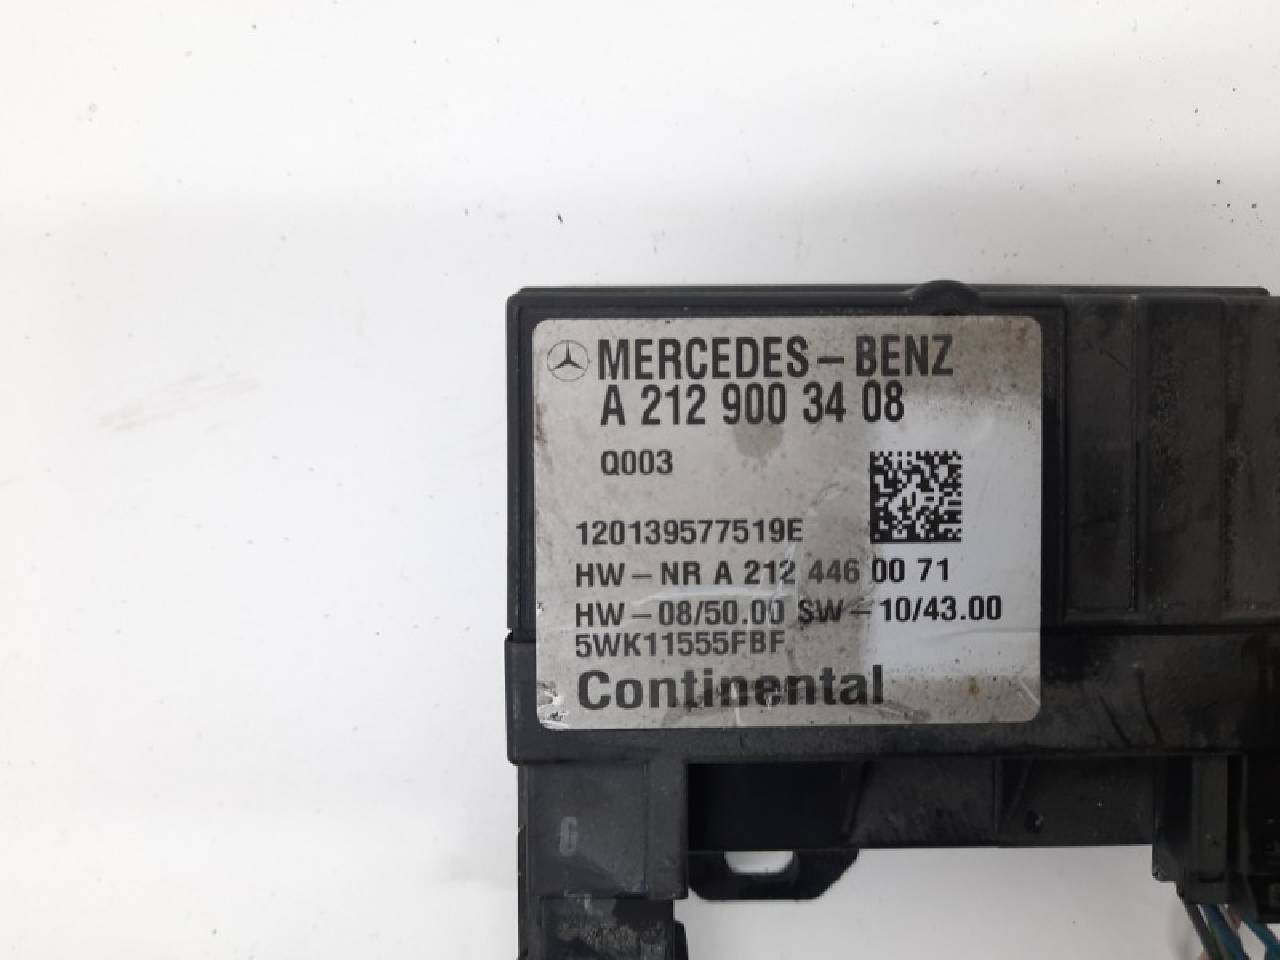 MERCEDES-BENZ
A 212 900 34 08
Q003
120139577519E
HW-NR A 212 446 00 71
HW-08/50.00 SW-10/43.00
5WK11555FBF
Continental
G